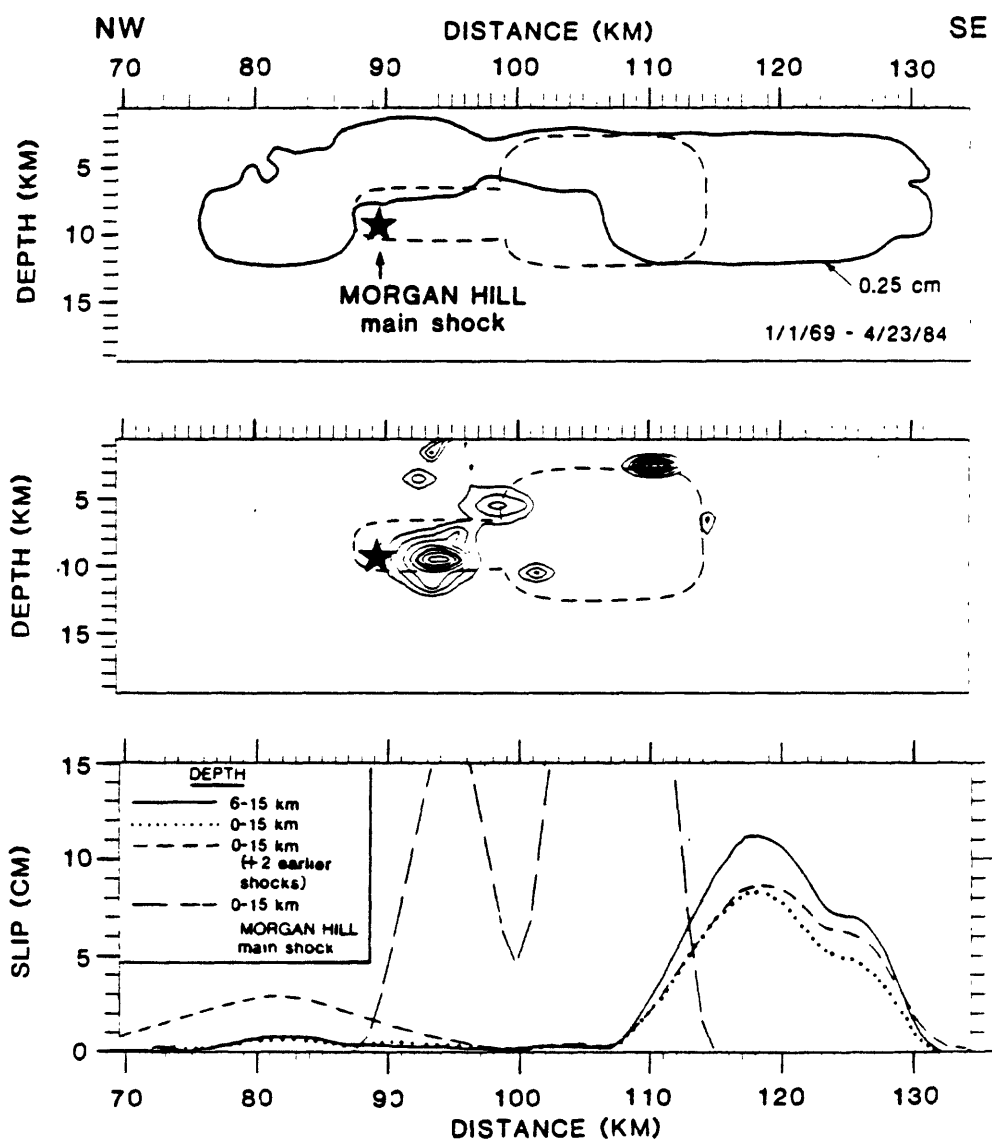 NW DISTANCE (KM) SE
70 80 90 100 110 120 130
DEPTH (KM)
5
10
15
MORGAN HILL
main shock
0.25 cm
1/1/69 - 4/23/84
DEPTH (KM)
5
10
15
SLIP (CM)
15
10
5
0
DEPTH
6-15 km
0-15 km
0-15 km
(+2 earlier
shocks)
0-15 km
MORGAN HILL
main shock
70 80 90 100 110 120 130
DISTANCE (KM)